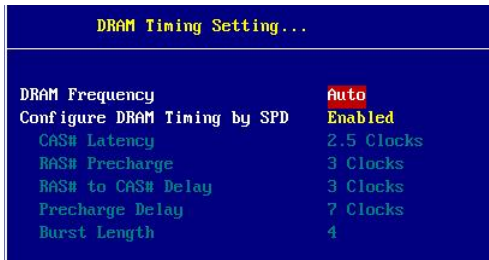 DRAM Timing Setting...
DRAM Frequency Auto
Configure DRAM Timing by SPD Enabled
CAS# Latency 2.5 Clocks
RAS# Precharge 3 Clocks
RAS# to CAS# Delay 3 Clocks
Precharge Delay 7 Clocks
Burst Length 4